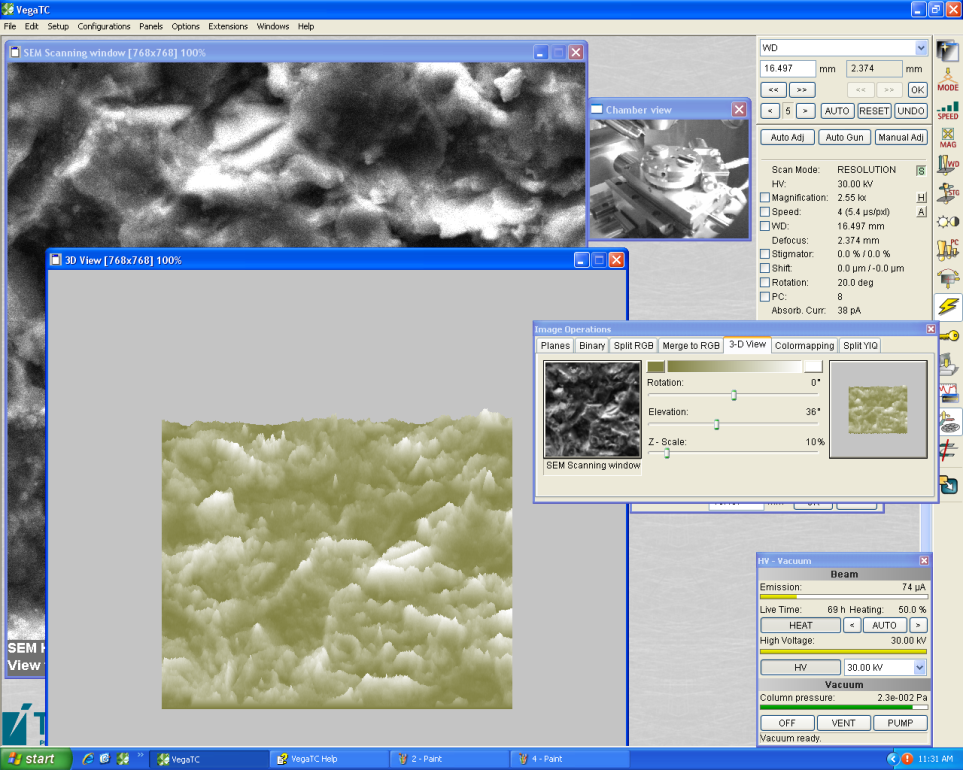 VegaTC
File Edit Setup Configurations Panels Options Extensions Windows Help
SEM Scanning window [768x768] 100%
Chamber view
WD
16.497 mm 2.374 mm
<< >> << >> OK
< 5 > AUTO RESET UNDO
Auto Adj Auto Gun Manual Adj
Scan Mode: RESOLUTION S
HV: 30.00 kV
Magnification: 2.55 kx H
Speed: 4 (5.4 µs/pxl) A
WD: 16.497 mm
Defocus: 2.374 mm
Stigmator: 0.0 % / 0.0 %
Shift: 0.0 µm / -0.0 µm
Rotation: 20.0 deg
PC: 8
Absorb. Curr: 38 pA
MODE
SPEED
MAG
WD
STG
PC
3D View [768x768] 100%
Image Operations
Planes Binary Split RGB Merge to RGB 3-D View Colormapping Split YIQ
Rotation: 0°
Elevation: 36°
Z - Scale: 10%
SEM Scanning window
HV - Vacuum
Beam
Emission: 74 µA
Live Time: 69 h Heating: 50.0 %
HEAT < AUTO >
High Voltage: 30.00 kV
HV 30.00 kV
Vacuum
Column pressure: 2.3e-002 Pa
OFF VENT PUMP
Vacuum ready.
SEM
View
start VegaTC VegaTC Help 2 - Paint 4 - Paint 11:31 AM